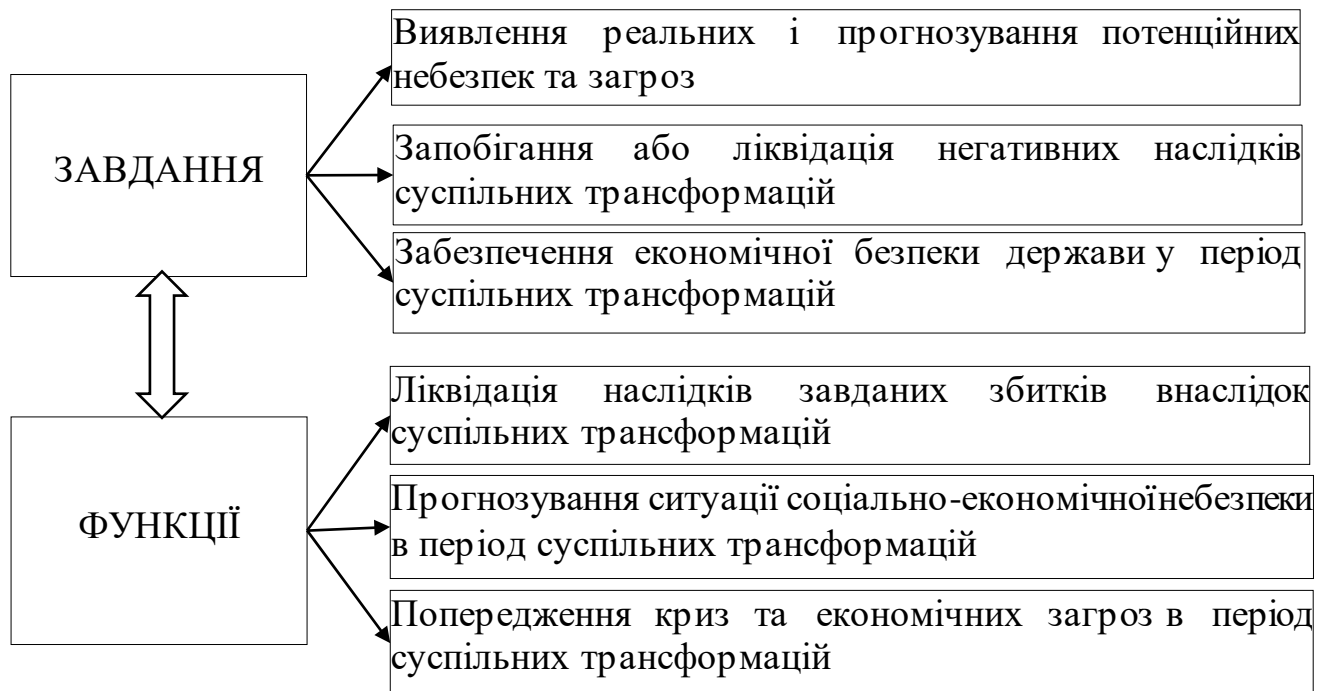 Виявлення реальних і прогнозування потенційних
небезпек та загроз
ЗАВДАННЯ
Запобігання або ліквідація негативних наслідків
суспільних трансформацій
Забезпечення економічної безпеки держави у період
суспільних трансформацій
Ліквідація наслідків завданих збитків внаслідок
суспільних трансформацій
ФУНКЦІЇ
Прогнозування ситуації соціально-економічної небезпеки
в період суспільних трансформацій
Попередження криз та економічних загроз в період
суспільних трансформацій